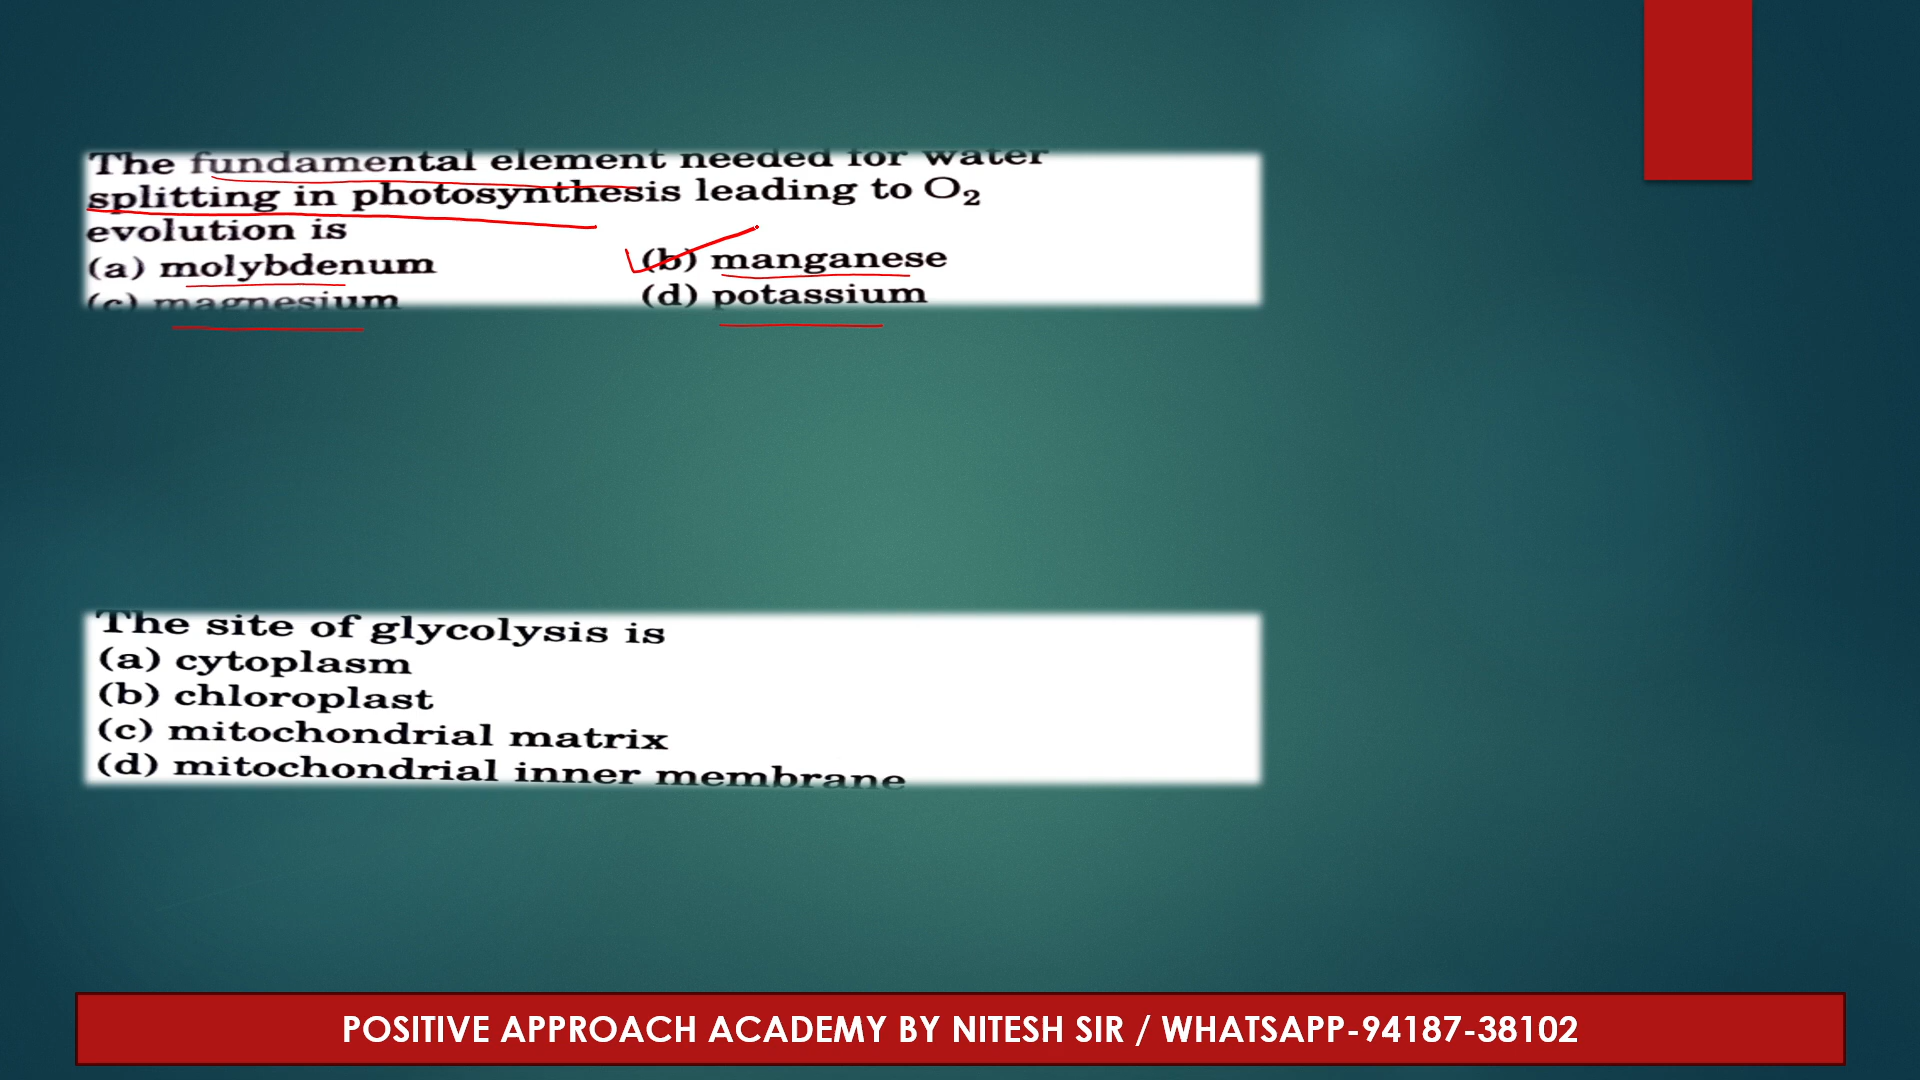 The fundamental element needed for water
splitting in photosynthesis leading to O₂
evolution is
(a) molybdenum (b) manganese
(c) magnesium (d) potassium
The site of glycolysis is
(a) cytoplasm
(b) chloroplast
(c) mitochondrial matrix
(d) mitochondrial inner membrane
POSITIVE APPROACH ACADEMY BY NITESH SIR / WHATSAPP-94187-38102